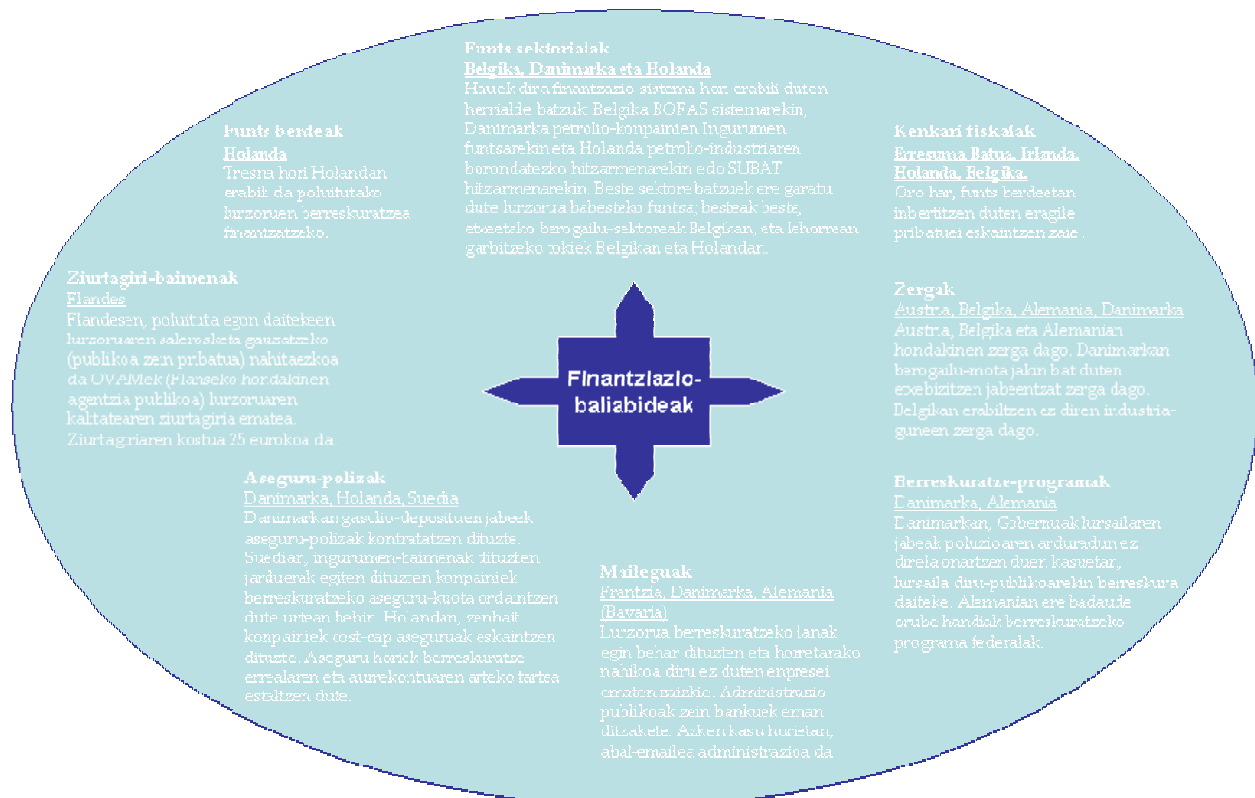 Funts sektorialak
Belgika, Danimarka eta Holanda
Hauek dira finantzazio-sistema hori erabili duten
herrialde batzuk: Belgika BOFAS sistemarekin,
Danimarka petrolio-konpainien Ingurumen
funtsarekin eta Holanda petroko-industriaren
borondatezko hitzarmenarekin edo SUBAT
hitzarmenarekin. Beste sektore batzuek ere garatu
dute lurzorua babesteko funtsa; besteak beste,
etxeetako berogailu-sektoreak Belgikan, eta lehorrean
garbitzeko tokiek Belgikan eta Holandan.
Funts berdeak
Holanda
Tresna hori Holandan
erabili da poluitutako
lurzoruen berreskuratzea
finantzatzeko.
Kenkari fiskalak
Erresuma Batua, Irlanda,
Holanda, Belgika.
Oro har, funts berdeetan
inbertitzen duten eragile
pribatuei eskaintzen zaie.
Ziurtagiri-baimenak
Flandes
Flandesen, poluituta egon daitekeen
lurzoruaren salerosketa gauzatzeko
(publikoa zein pribatua) nahitaezkoa
da OVAMek (Flanseko hondakinen
agentzia publikoa) lurzoruaren
kalitatearen ziurtagiria ematea.
Ziurtagiriaren kostua 25 eurokoa da
Finantziazio-
baliabideak
Zergak
Austria, Belgika, Alemania, Danimarka
Austria, Belgika eta Alemanian
hondakinen zerga dago. Danimarkan
berogailu-mota jakin bat duten
etxebizitzen jabeentzat zerga dago.
Belgikan erabiltzen ez diren industria-
guneen zerga dago.
Aseguru-polizak
Danimarka, Holanda, Suedia
Danimarkan gasolio-deposituen jabeek
aseguru-polizak kontratatzen dituzte.
Suedian, ingurumen-baimenak dituzten
jarduerak egiten dituzten konpainiek
berreskuratzeko aseguru-kuota ordaintzen
dute urtean behin. Holandan, zenbait
konpainiek cost-cap aseguruak eskaintzen
dituzte. Aseguru horiek berreskuratze
errealaren eta aurrekontuaren arteko tartea
estaltzen dute.
Maileguak
Frantzia, Danimarka, Alemania
(Bavaria)
Lurzorua berreskuratzeko lanak
egin behar dituzten eta horretarako
nahikoa diru ez duten enpresei
ematen zaizkie. Administrazio
publikoak zein bankuek eman
ditzakete. Azken kasu horietan,
abal-emailea administrazioa da
Berreskuratze-programak
Danimarka, Alemania
Danimarkan, Gobernuak lursailaren
jabeak poluzioaren arduradun ez
direla onartzen duen kasuetan,
lursaila diru-publikoarekin berreskura
daiteke. Alemanian ere badaude
orube handiak berreskuratzeko
programa federalak.